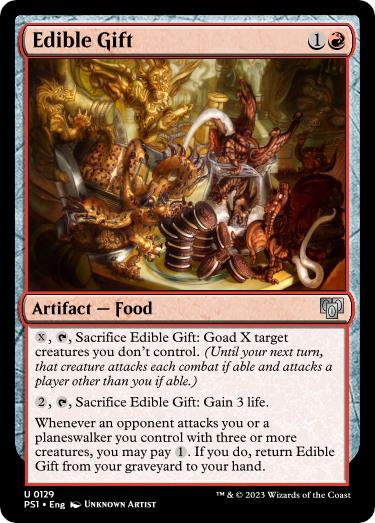 Edible Gift 1
Artifact — Food
X, T, Sacrifice Edible Gift: Goad X target
creatures you don't control. (Until your next turn,
that creature attacks each combat if able and attacks a
player other than you if able.)
2, T, Sacrifice Edible Gift: Gain 3 life.
Whenever an opponent attacks you or a
planeswalker you control with three or more
creatures, you may pay 1. If you do, return Edible
Gift from your graveyard to your hand.
U 0129
PS1 • Eng Unknown Artist
™ & © 2023 Wizards of the Coast